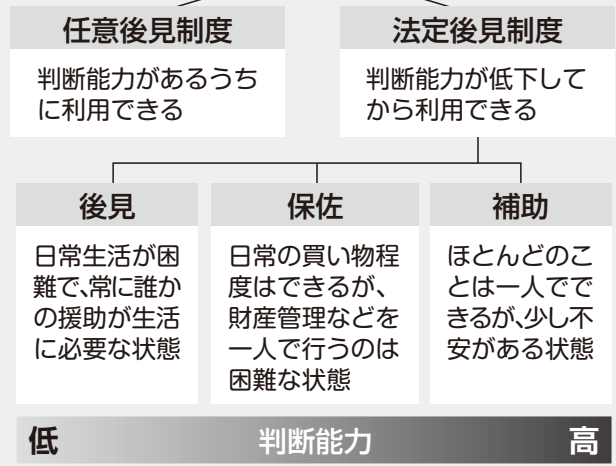 任意後見制度
判断能力があるうち
に利用できる
法定後見制度
判断能力が低下して
から利用できる
後見
日常生活が困
難で、常に誰か
の援助が生活
に必要な状態
保佐
日常の買い物程
度はできるが、
財産管理などを
一人で行うのは
困難な状態
補助
ほとんどのこ
とは一人でで
きるが、少し不
安がある状態
低 判断能力 高